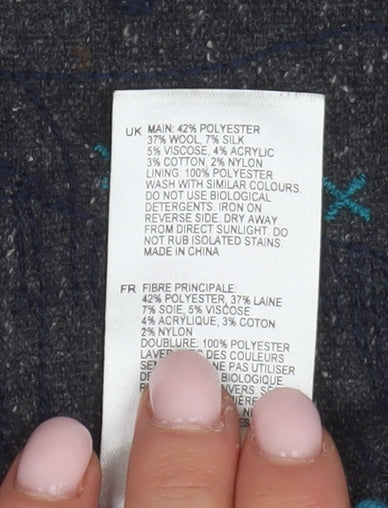 UK MAIN: 42% POLYESTER
37% WOOL, 7% SILK
5% VISCOSE, 4% ACRYLIC
3% COTTON, 2% NYLON
LINING: 100% POLYESTER
WASH WITH SIMILAR COLOURS.
DO NOT USE BIOLOGICAL
DETERGENTS. IRON ON
REVERSE SIDE. DRY AWAY
FROM DIRECT SUNLIGHT. DO
NOT RUB ISOLATED STAINS.
MADE IN CHINA
FR FIBRE PRINCIPALE:
42% POLYESTER, 37% LAINE
7% SOIE, 5% VISCOSE
4% ACRYLIQUE, 3% COTON
2% NYLON
DOUBLURE: 100% POLYESTER
DES COULEURS
PAS UTILISER
BIOLOGIQUE.